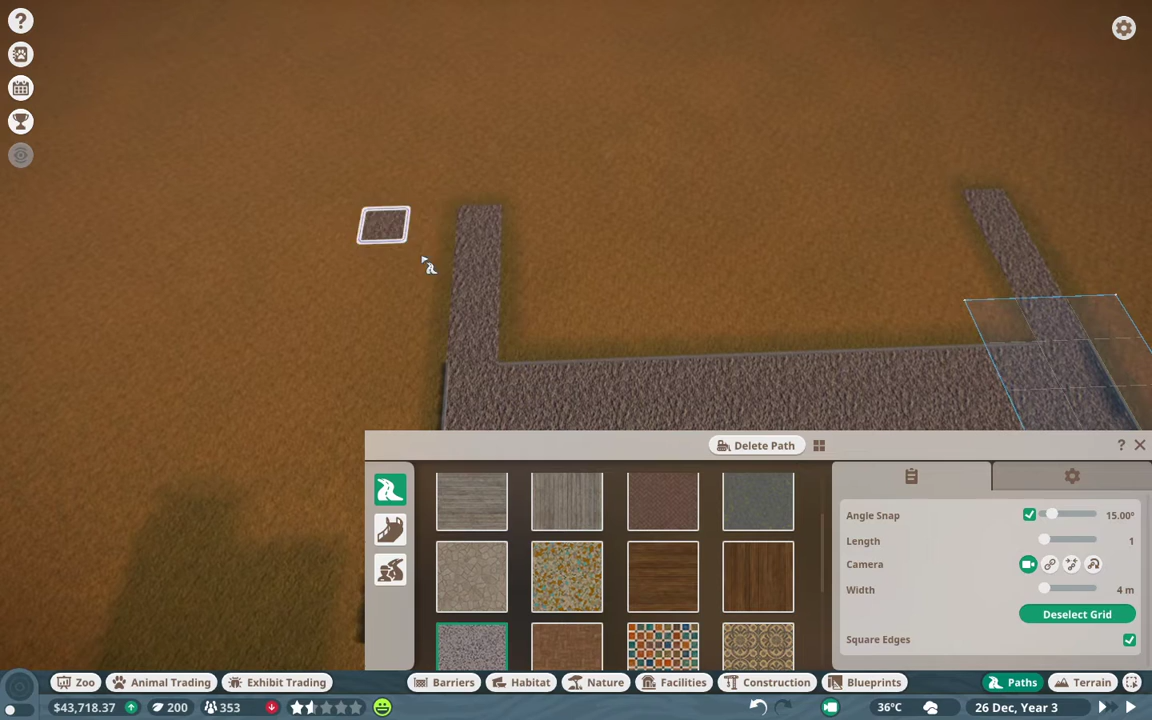 ?
Delete Path
?
Angle Snap 15.00°
Length 1
Camera
Width 4 m
Deselect Grid
Square Edges
Zoo Animal Trading Exhibit Trading Barriers Habitat Nature Facilities Construction Blueprints Paths Terrain
$43,718.37 200 353 36°C 26 Dec, Year 3